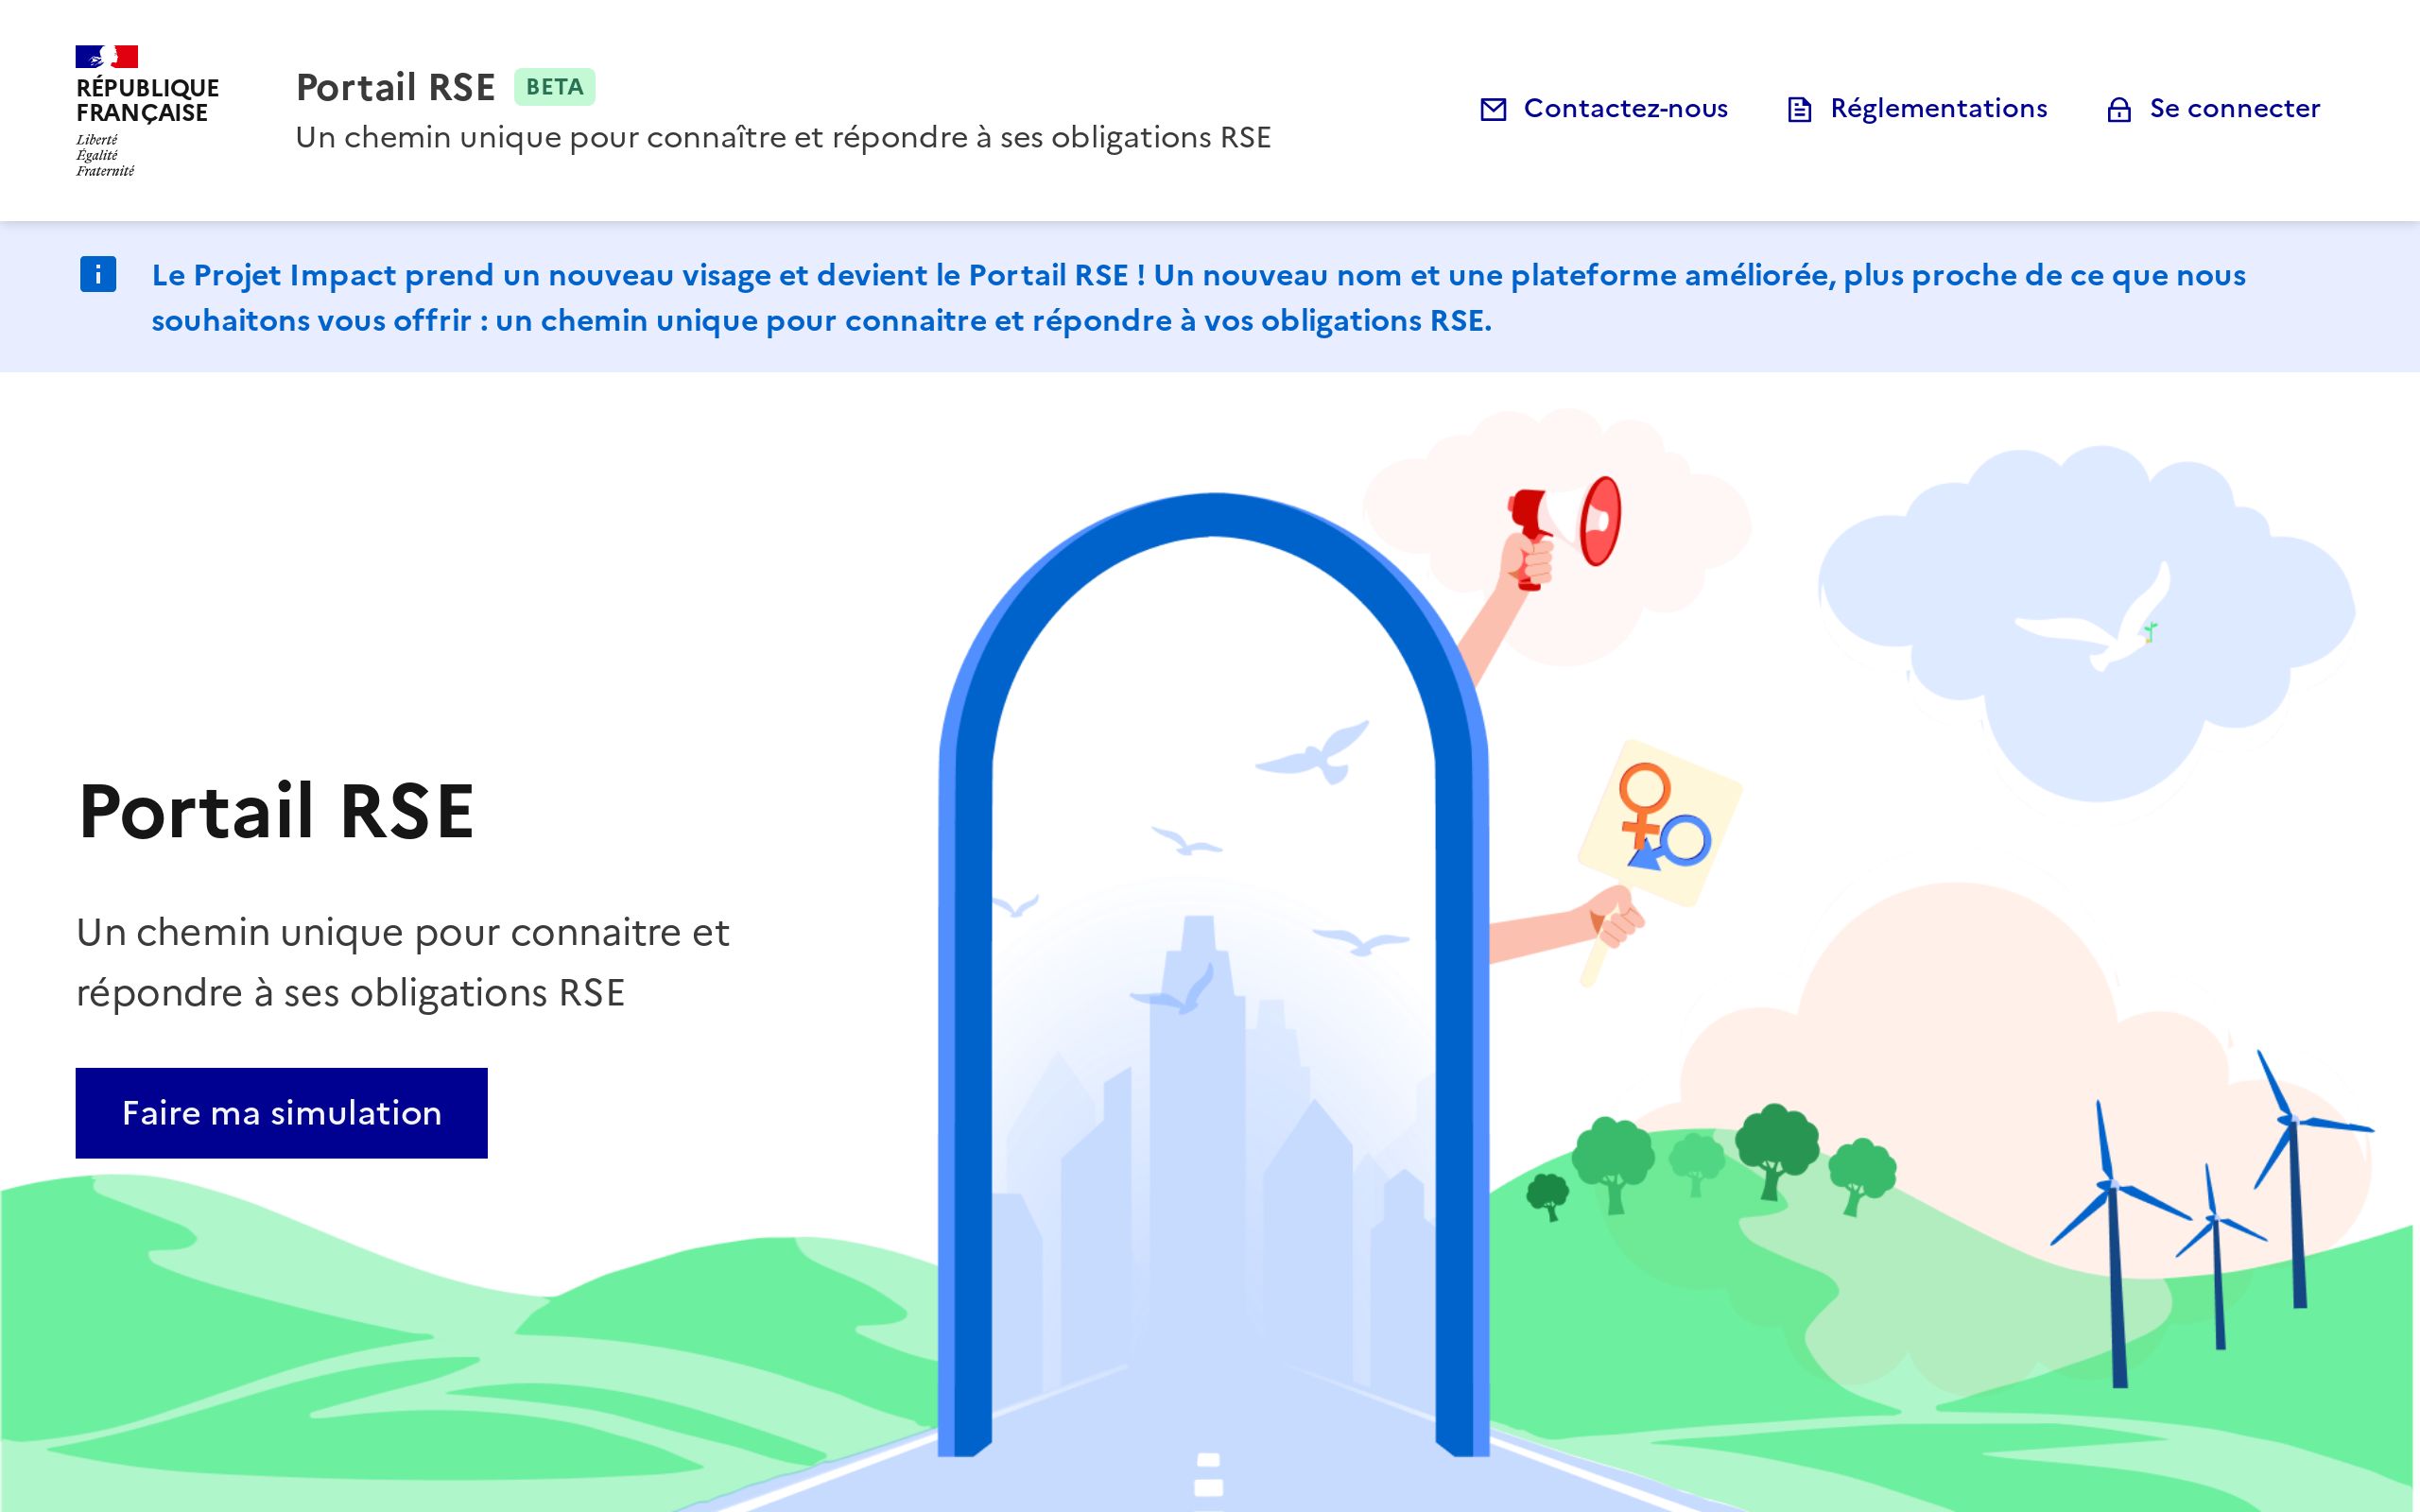 RÉPUBLIQUE
FRANÇAISE
Liberté
Égalité
Fraternité
Portail RSE BETA
Un chemin unique pour connaître et répondre à ses obligations RSE
Contactez-nous
Réglementations
Se connecter
Le Projet Impact prend un nouveau visage et devient le Portail RSE ! Un nouveau nom et une plateforme améliorée, plus proche de ce que nous
souhaitons vous offrir : un chemin unique pour connaitre et répondre à vos obligations RSE.
Portail RSE
Un chemin unique pour connaitre et
répondre à ses obligations RSE
Faire ma simulation